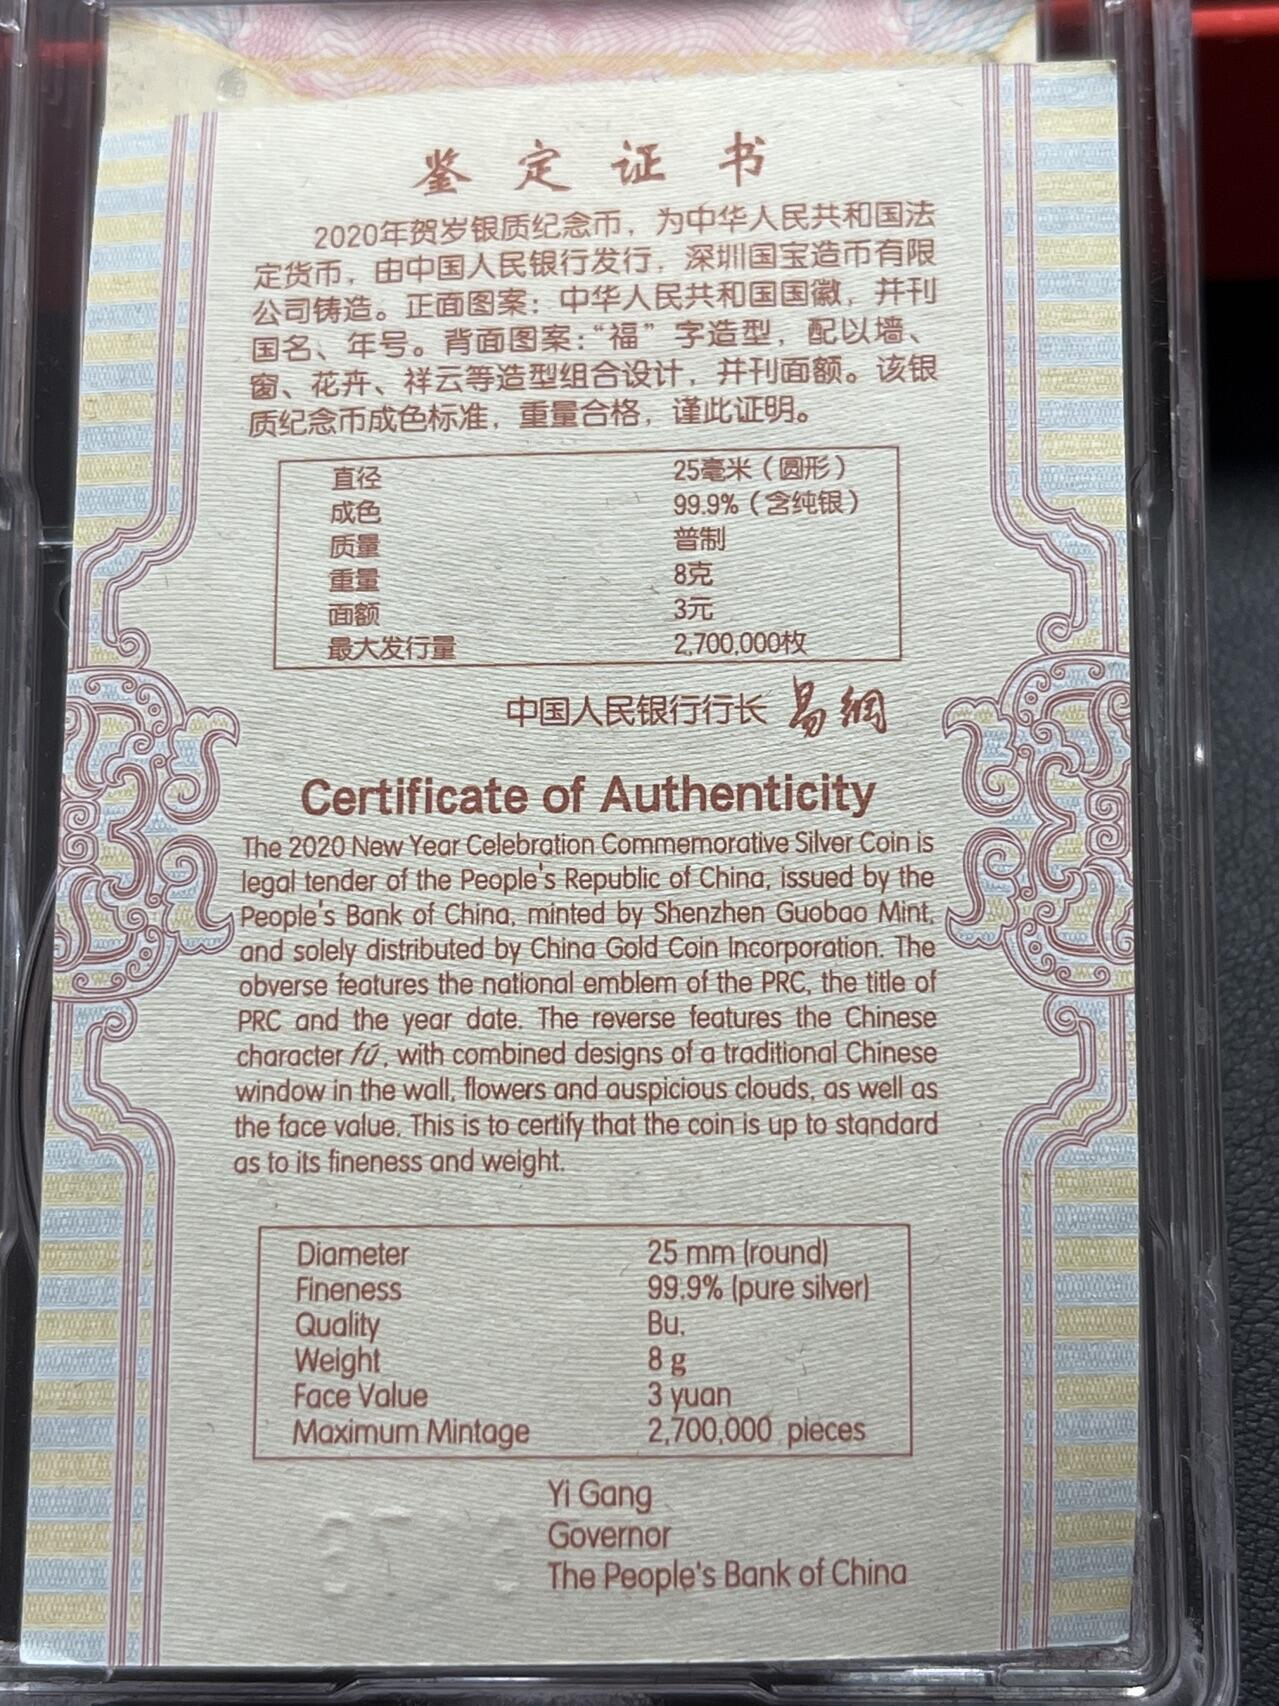 鉴定证书
2020年贺岁银质纪念币，为中华人民共和国法
定货币，由中国人民银行发行，深圳国宝造币有限
公司铸造。正面图案：中华人民共和国国徽，并刊
国名、年号。背面图案：“福”字造型，配以墙、
窗、花卉、祥云等造型组合设计，并刊面额。该银
质纪念币成色标准，重量合格，谨此证明。
直径 25毫米（圆形）
成色 99.9%（含纯银）
质量 普制
重量 8克
面额 3元
最大发行量 2,700,000枚
中国人民银行行长 易纲
Certificate of Authenticity
The 2020 New Year Celebration Commemorative Silver Coin is
legal tender of the People's Republic of China, issued by the
People's Bank of China, minted by Shenzhen Guobao Mint,
and solely distributed by China Gold Coin Incorporation. The
obverse features the national emblem of the PRC, the title of
PRC and the year date. The reverse features the Chinese
character fú, with combined designs of a traditional Chinese
window in the wall, flowers and auspicious clouds, as well as
the face value. This is to certify that the coin is up to standard
as to its fineness and weight.
Diameter 25 mm (round)
Fineness 99.9% (pure silver)
Quality Bu.
Weight 8 g
Face Value 3 yuan
Maximum Mintage 2,700,000 pieces
Yi Gang
Governor
The People's Bank of China